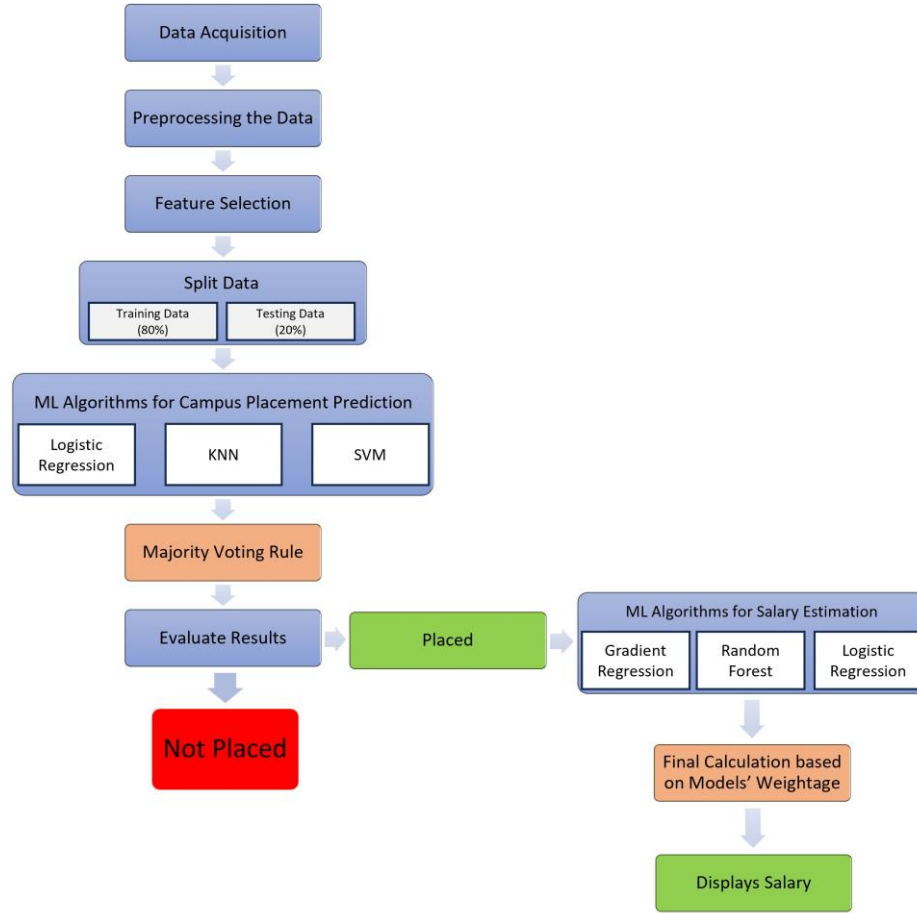 Data Acquisition
Preprocessing the Data
Feature Selection
Split Data
Training Data
(80%)
Testing Data
(20%)
ML Algorithms for Campus Placement Prediction
Logistic
Regression
KNN
SVM
Majority Voting Rule
Evaluate Results
Placed
Not Placed
ML Algorithms for Salary Estimation
Gradient
Regression
Random
Forest
Logistic
Regression
Final Calculation based
on Models' Weightage
Displays Salary